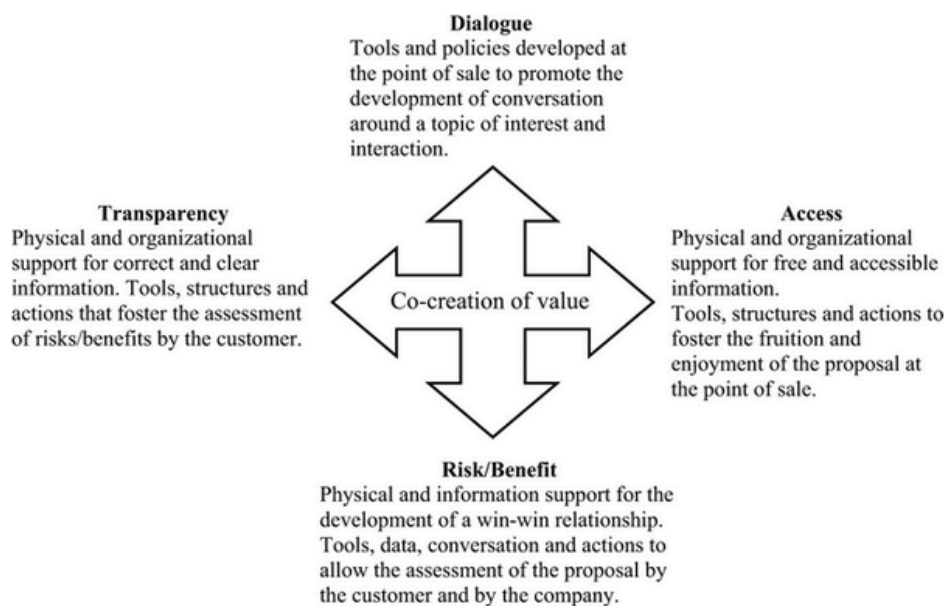 Dialogue
Tools and policies developed at
the point of sale to promote the
development of conversation
around a topic of interest and
interaction.
Transparency
Physical and organizational
support for correct and clear
information. Tools, structures and
actions that foster the assessment
of risks/benefits by the customer.
Co-creation of value
Access
Physical and organizational
support for free and accessible
information.
Tools, structures and actions to
foster the fruition and
enjoyment of the proposal at
the point of sale.
Risk/Benefit
Physical and information support for the
development of a win-win relationship.
Tools, data, conversation and actions to
allow the assessment of the proposal by
the customer and by the company.